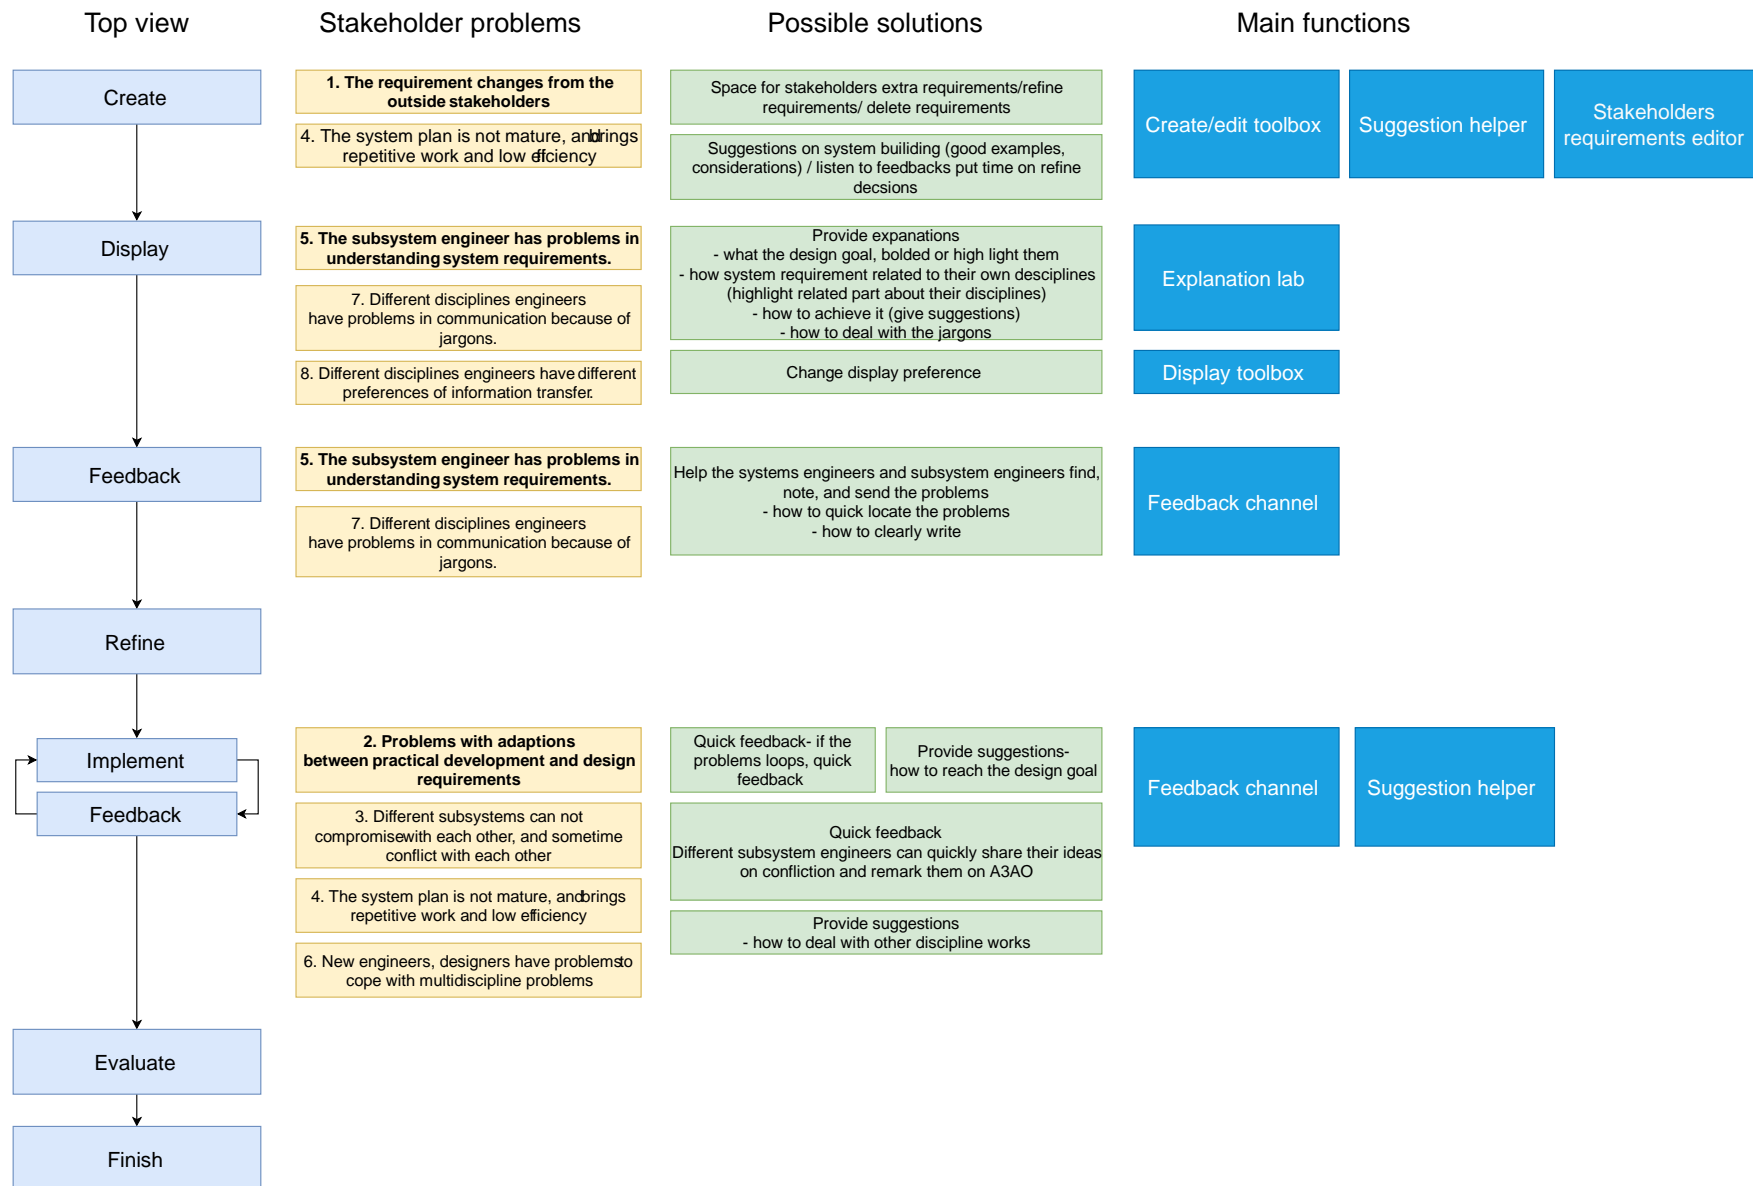 Top view
Stakeholder problems
Possible solutions
Main functions
Create
1. The requirement changes from the
outside stakeholders
4. The system plan is not mature, and brings
repetitive work and low efficiency
Space for stakeholders extra requirements/refine
requirements/ delete requirements
Suggestions on system builiding (good examples,
considerations) / listen to feedbacks put time on refine
decsions
Create/edit toolbox
Suggestion helper
Stakeholders
requirements editor
Display
5. The subsystem engineer has problems in
understanding system requirements.
7. Different disciplines engineers
have problems in communication because of
jargons.
8. Different disciplines engineers have different
preferences of information transfer.
Provide expanations
- what the design goal, bolded or high light them
- how system requirement related to their own desciplines
(highlight related part about their disciplines)
- how to achieve it (give suggestions)
- how to deal with the jargons
Change display preference
Explanation lab
Display toolbox
Feedback
5. The subsystem engineer has problems in
understanding system requirements.
7. Different disciplines engineers
have problems in communication because of
jargons.
Help the systems engineers and subsystem engineers find,
note, and send the problems
- how to quick locate the problems
- how to clearly write
Feedback channel
Refine
Implement
Feedback
2. Problems with adaptions
between practical development and design
requirements
3. Different subsystems can not
compromise with each other, and sometime
conflict with each other
4. The system plan is not mature, and brings
repetitive work and low efficiency
6. New engineers, designers have problems to
cope with multidiscipline problems
Quick feedback- if the
problems loops, quick
feedback
Provide suggestions-
how to reach the design goal
Quick feedback
Different subsystem engineers can quickly share their ideas
on confliction and remark them on A3AO
Provide suggestions
- how to deal with other discipline works
Feedback channel
Suggestion helper
Evaluate
Finish